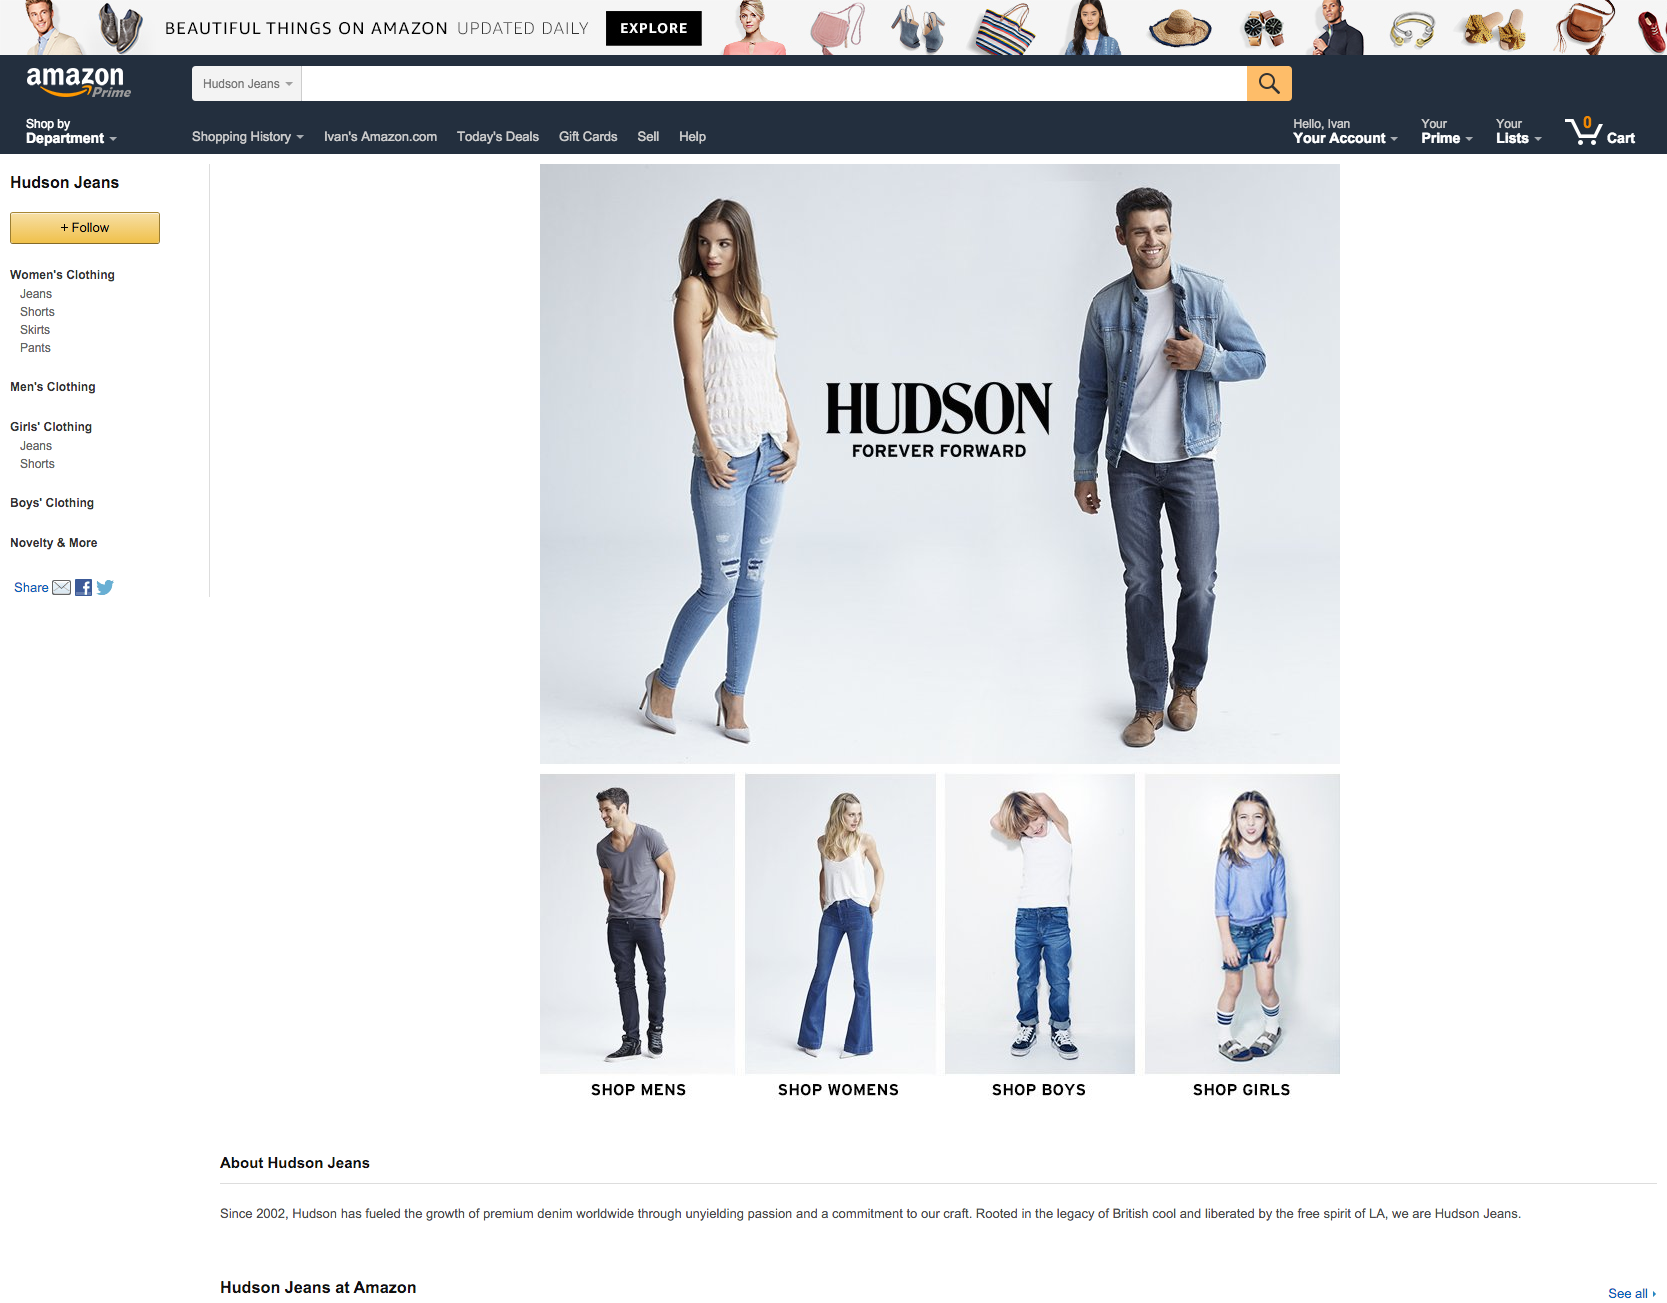 BEAUTIFUL THINGS ON AMAZON UPDATED DAILY EXPLORE
amazon
Prime
Hudson Jeans
Shop by
Department
Shopping History
Ivan's Amazon.com
Today's Deals
Gift Cards
Sell
Help
Hello, Ivan
Your Account
Your
Prime
Your
Lists
0
Cart
Hudson Jeans
+ Follow
Women's Clothing
Jeans
Shorts
Skirts
Pants
Men's Clothing
Girls' Clothing
Jeans
Shorts
Boys' Clothing
Novelty & More
Share
HUDSON
FOREVER FORWARD
SHOP MENS
SHOP WOMENS
SHOP BOYS
SHOP GIRLS
About Hudson Jeans
Since 2002, Hudson has fueled the growth of premium denim worldwide through unyielding passion and a commitment to our craft. Rooted in the legacy of British cool and liberated by the free spirit of LA, we are Hudson Jeans.
Hudson Jeans at Amazon
See all